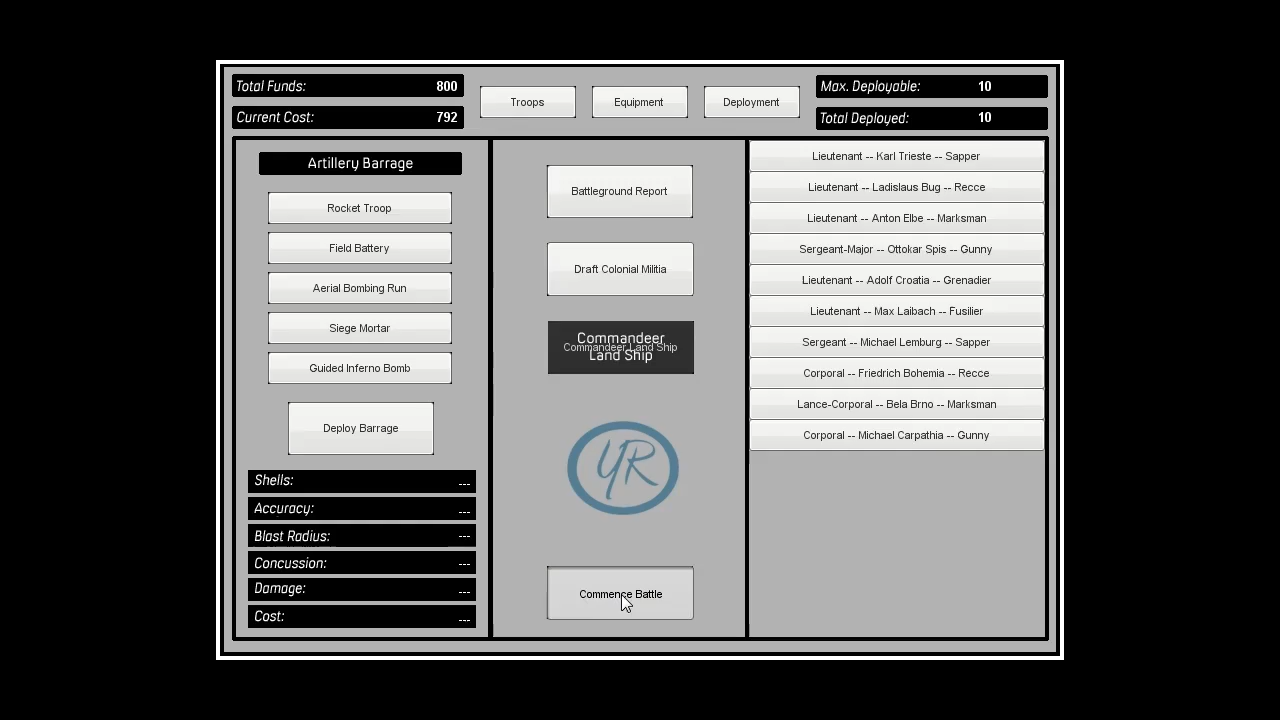 Total Funds: 800
Current Cost: 792
Troops
Equipment
Deployment
Max. Deployable: 10
Total Deployed: 10
Artillery Barrage
Rocket Troop
Field Battery
Aerial Bombing Run
Siege Mortar
Guided Inferno Bomb
Deploy Barrage
Shells: ---
Accuracy: ---
Blast Radius: ---
Concussion: ---
Damage: ---
Cost: ---
Battleground Report
Draft Colonial Militia
Commandeer
Commandeer Land Ship
Land Ship
YR
Commence Battle
Lieutenant -- Karl Trieste -- Sapper
Lieutenant -- Ladislaus Bug -- Recce
Lieutenant -- Anton Elbe -- Marksman
Sergeant-Major -- Ottokar Spis -- Gunny
Lieutenant -- Adolf Croatia -- Grenadier
Lieutenant -- Max Laibach -- Fusilier
Sergeant -- Michael Lemburg -- Sapper
Corporal -- Friedrich Bohemia -- Recce
Lance-Corporal -- Bela Brno -- Marksman
Corporal -- Michael Carpathia -- Gunny